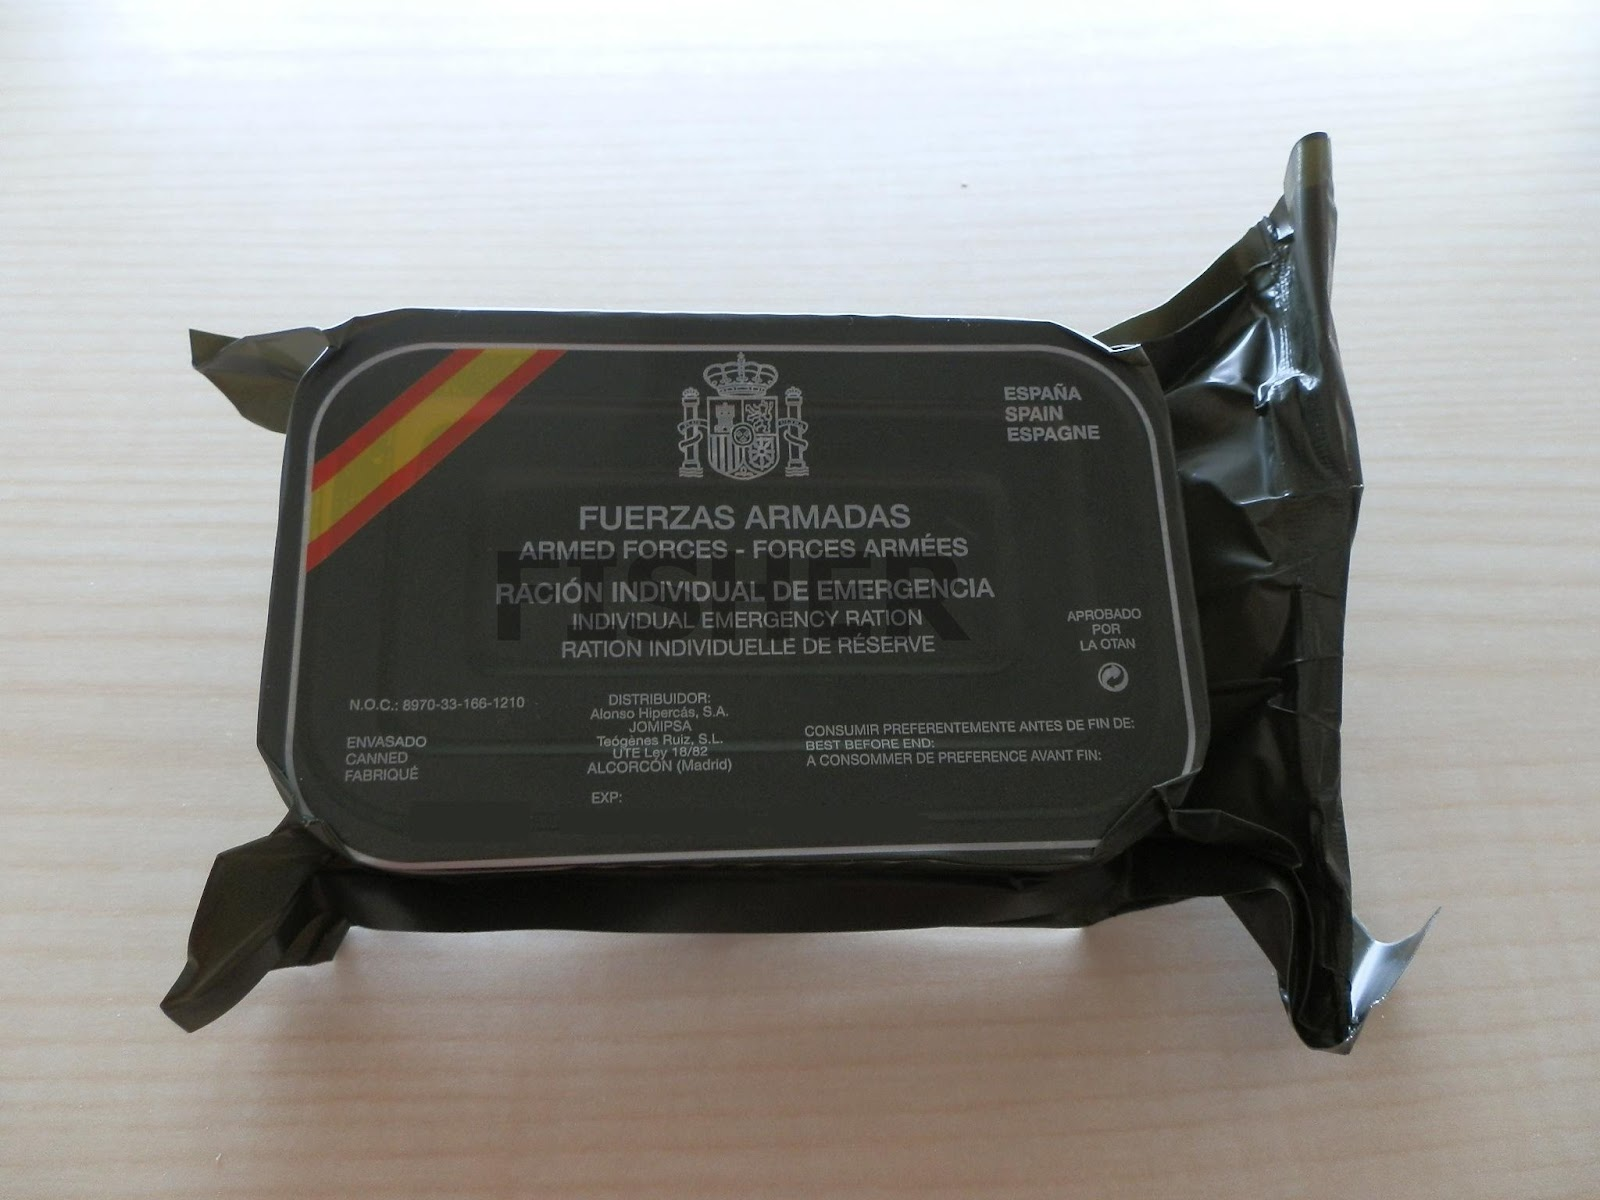 ESPAÑA
SPAIN
ESPAGNE
FUERZAS ARMADAS
ARMED FORCES - FORCES ARMÉES
FISHER
RACIÓN INDIVIDUAL DE EMERGENCIA
INDIVIDUAL EMERGENCY RATION
RATION INDIVIDUELLE DE RÉSERVE
APROBADO
POR
LA OTAN
N.O.C.: 8970-33-166-1210
ENVASADO
CANNED
FABRIQUÉ
DISTRIBUIDOR:
Alonso Hipercás, S.A.
JOMIPSA
Teógenes Ruiz, S.L.
UTE Ley 18/82
ALCORCÓN (Madrid)
EXP:
CONSUMIR PREFERENTEMENTE ANTES DE FIN DE:
BEST BEFORE END:
A CONSOMMER DE PREFERENCE AVANT FIN: